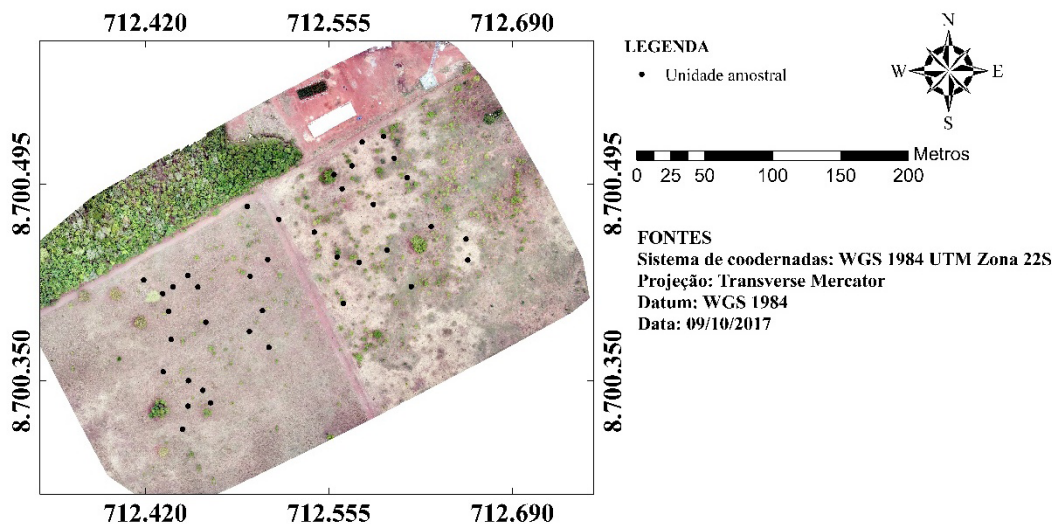 712.420 712.555 712.690
8.700.495
8.700.350
8.700.495
8.700.350
712.420 712.555 712.690
LEGENDA
Unidade amostral
N
W E
S
Metros
0 25 50 100 150 200
FONTES
Sistema de coodernadas: WGS 1984 UTM Zona 22S
Projeção: Transverse Mercator
Datum: WGS 1984
Data: 09/10/2017